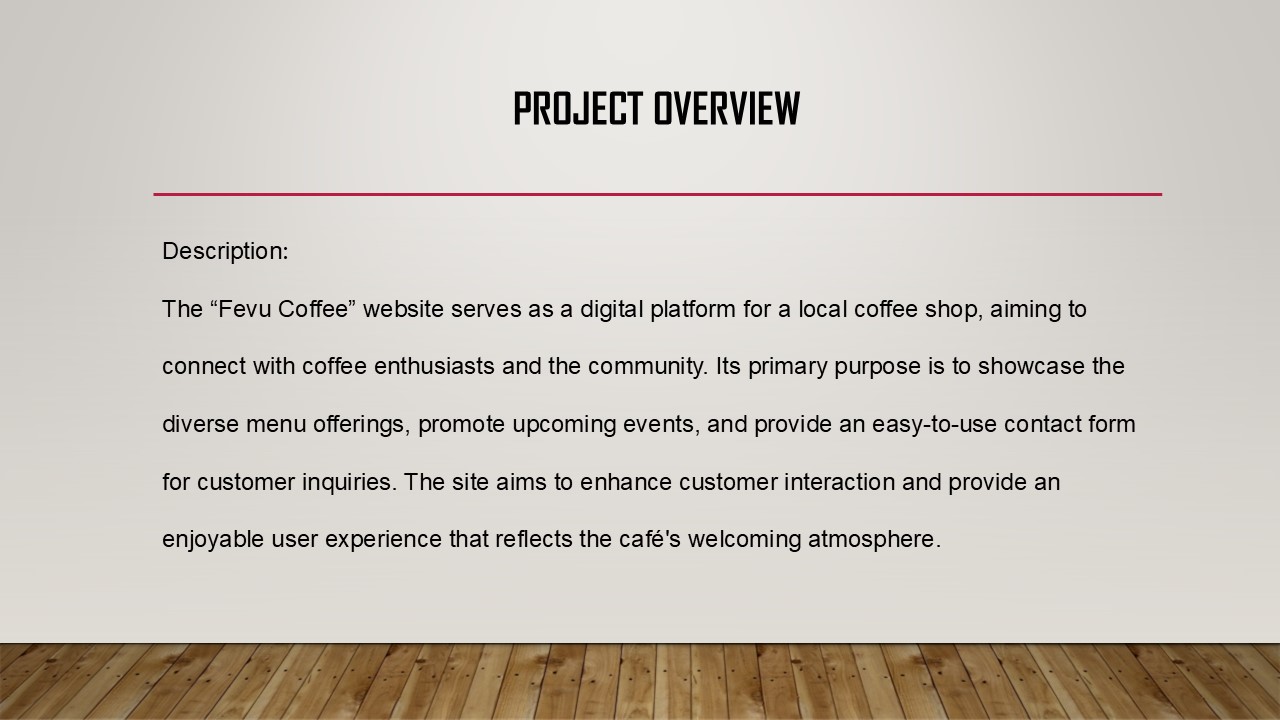 PROJECT OVERVIEW
Description:
The “Fevu Coffee” website serves as a digital platform for a local coffee shop, aiming to
connect with coffee enthusiasts and the community. Its primary purpose is to showcase the
diverse menu offerings, promote upcoming events, and provide an easy-to-use contact form
for customer inquiries. The site aims to enhance customer interaction and provide an
enjoyable user experience that reflects the café's welcoming atmosphere.